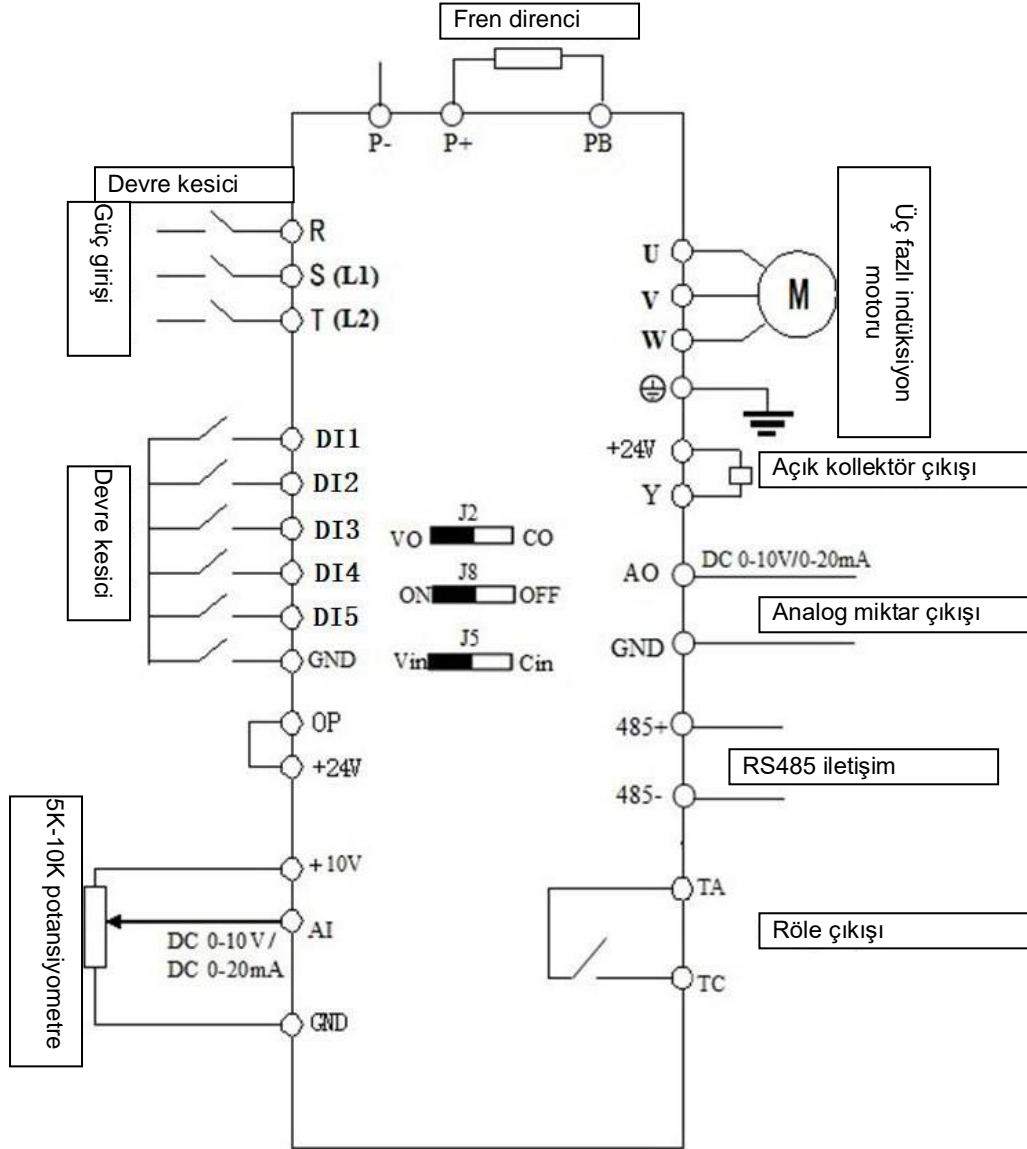 Fren direnci
P-
P+
PB
Devre kesici
Güç girişi
R
S (L1)
T (L2)
U
V
W
M
Üç fazlı indüksiyon
motoru
Devre kesici
DI1
DI2
DI3
DI4
DI5
GND
OP
+24V
J2
VO
CO
J8
ON
OFF
J5
Vin
Cin
+24V
Y
Açık kollektör çıkışı
AO
DC 0-10V/0-20mA
GND
Analog miktar çıkışı
485+
485-
RS485 iletişim
5K-10K potansiyometre
+10V
AI
DC 0-10V/
DC 0-20mA
GND
TA
TC
Röle çıkışı